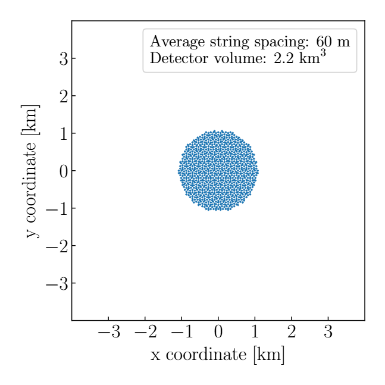 Average string spacing: 60 m
Detector volume: 2.2 km³
3
2
1
0
−1
−2
−3
y coordinate [km]
−3 −2 −1 0 1 2 3
x coordinate [km]